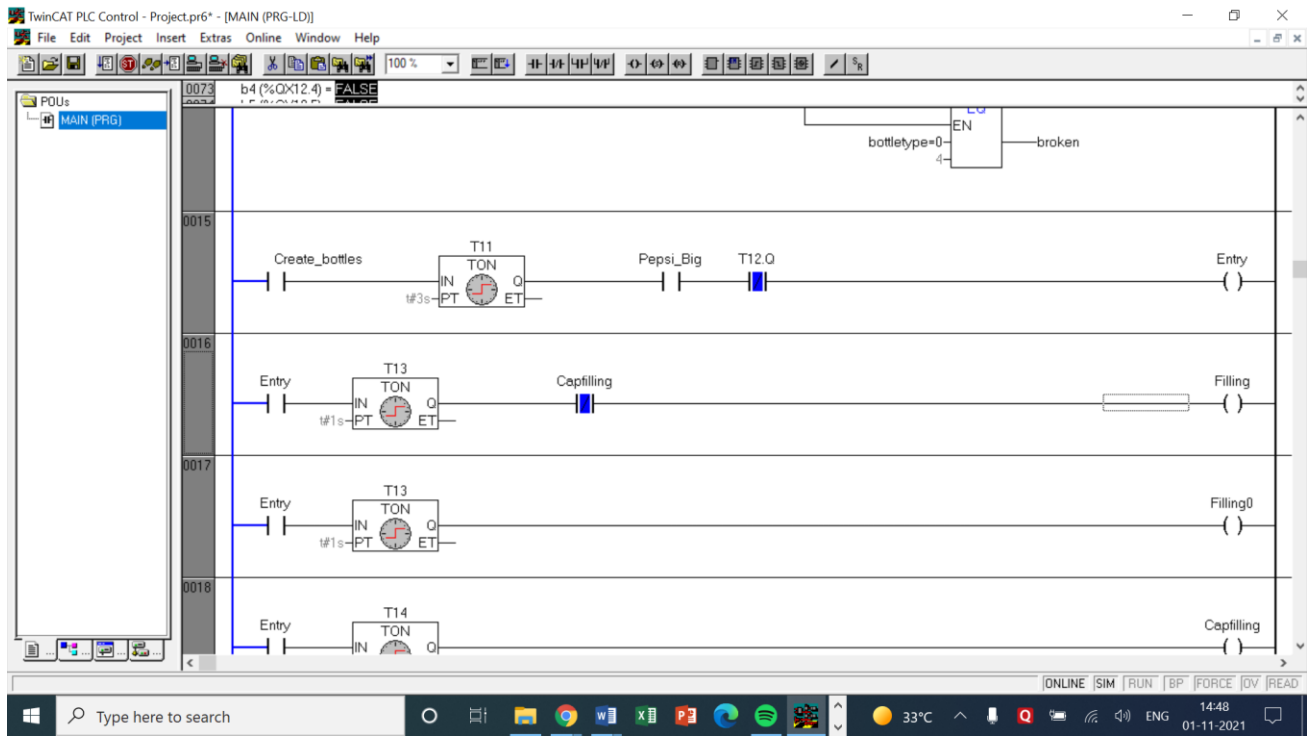 TwinCAT PLC Control - Project.pr6* - [MAIN (PRG-LD)]
File Edit Project Insert Extras Online Window Help
100 %
0073 b4 (%QX12.4) = FALSE
POUs
MAIN (PRG)
EN
bottletype=0
broken
4
0015
Create_bottles T11 Pepsi_Big T12.Q Entry
TON
IN Q
t#3s PT ET
0016
Entry T13 Capfilling Filling
TON
IN Q
t#1s PT ET
0017
Entry T13 Filling0
TON
IN Q
t#1s PT ET
0018
Entry T14 Capfilling
TON
IN Q
ONLINE SIM RUN BP FORCE OV READ
Type here to search
33°C ENG 14:48
01-11-2021